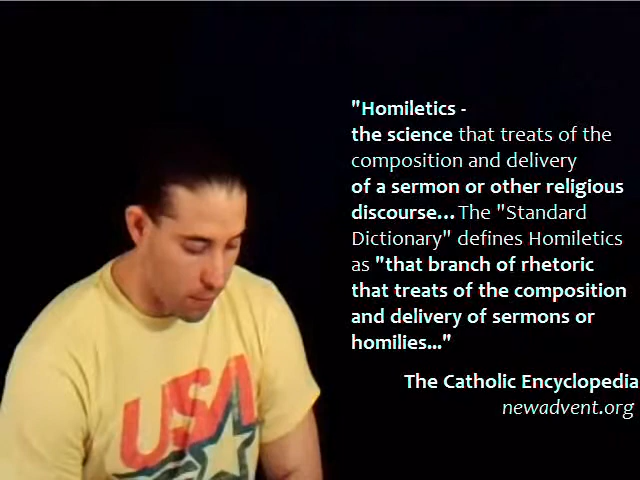 "Homiletics -
the science that treats of the
composition and delivery
of a sermon or other religious
discourse...The "Standard
Dictionary" defines Homiletics
as "that branch of rhetoric
that treats of the composition
and delivery of sermons or
homilies..."
The Catholic Encyclopedia
newadvent.org
USA